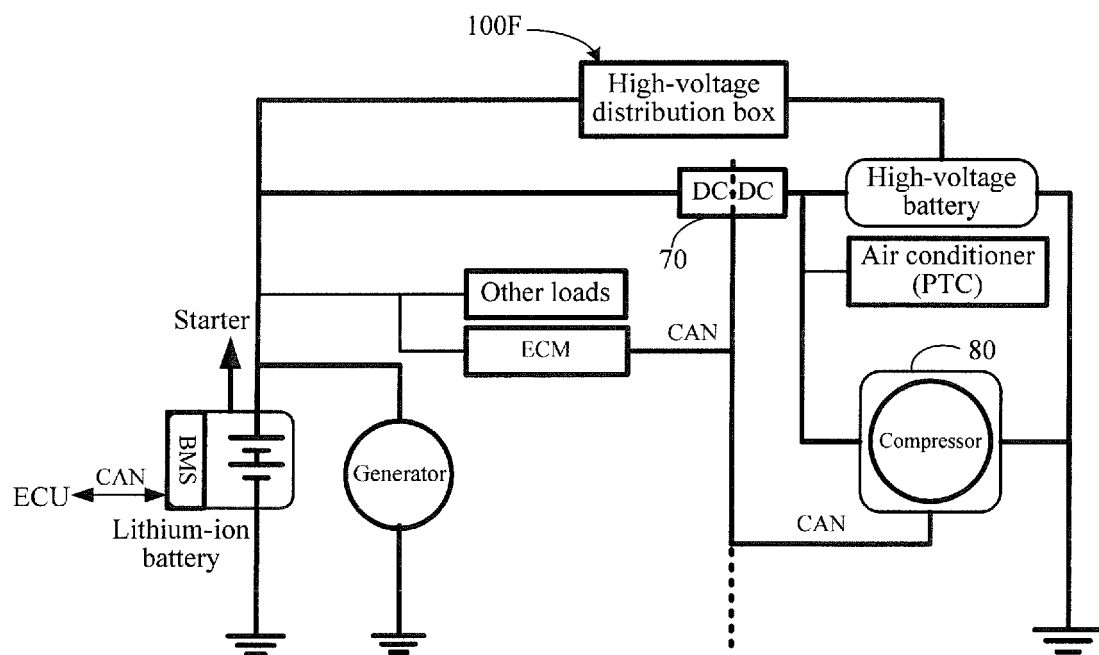 100F
High-voltage
distribution box
DC-DC
High-voltage
battery
70
Air conditioner
(PTC)
Other loads
Starter
ECM
CAN
80
BMS
Compressor
Generator
CAN
ECU
Lithium-ion
battery
CAN